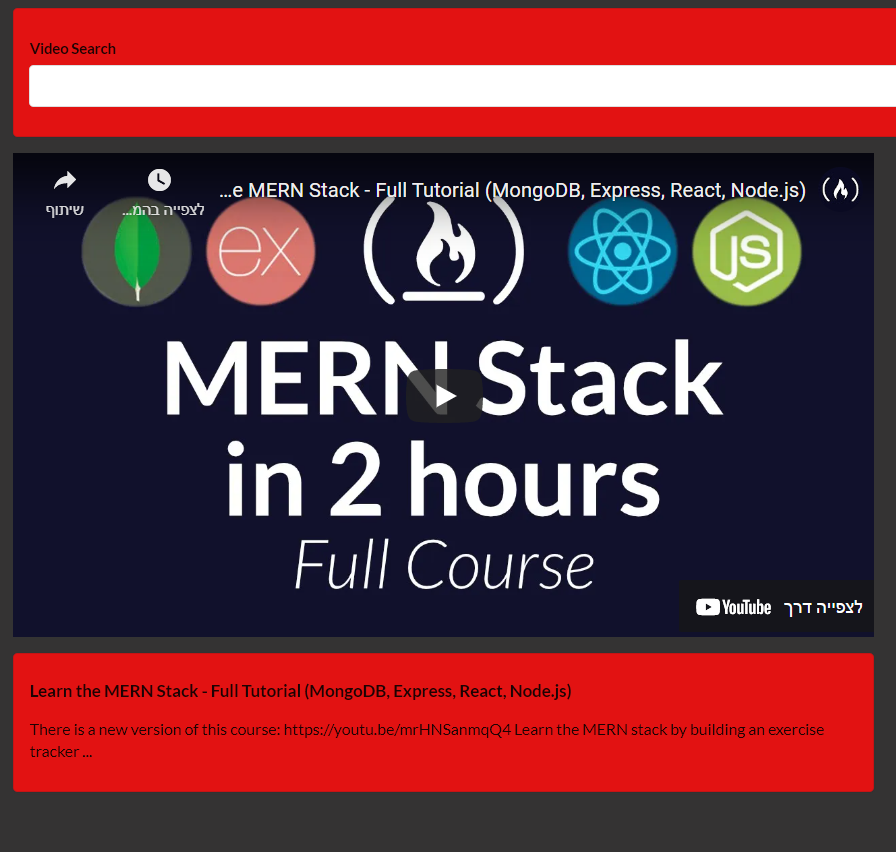 Video Search
...e MERN Stack - Full Tutorial (MongoDB, Express, React, Node.js)
שיתוף
לצפייה בהמ...
ex
JS
MERN Stack
in 2 hours
Full Course
לצפייה דרך YouTube
Learn the MERN Stack - Full Tutorial (MongoDB, Express, React, Node.js)
There is a new version of this course: https://youtu.be/mrHNSanmqQ4 Learn the MERN stack by building an exercise
tracker ...